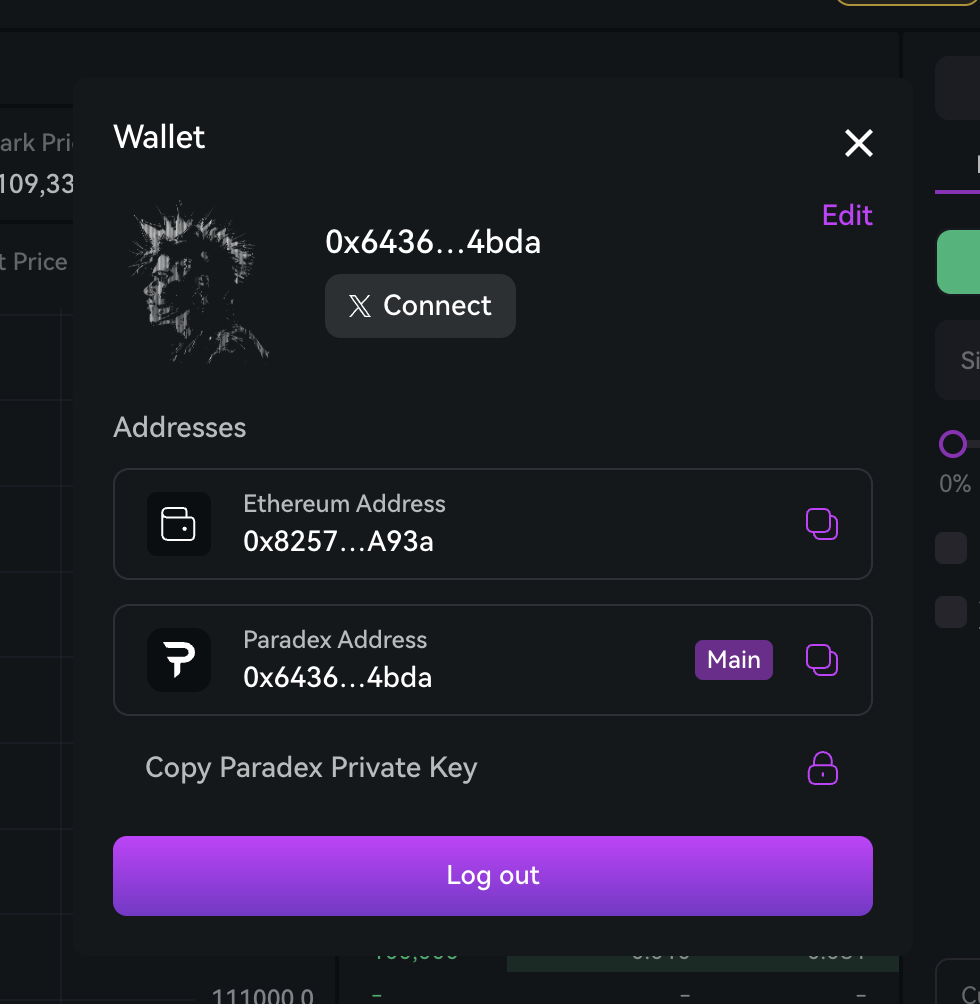 Wallet
ark Pri
109,33
Edit
0x6436...4bda
t Price
𝕏 Connect
Si
Addresses
0%
Ethereum Address
0x8257...A93a
Paradex Address
0x6436...4bda
Main
Copy Paradex Private Key
Log out
111000.0
-
-
-